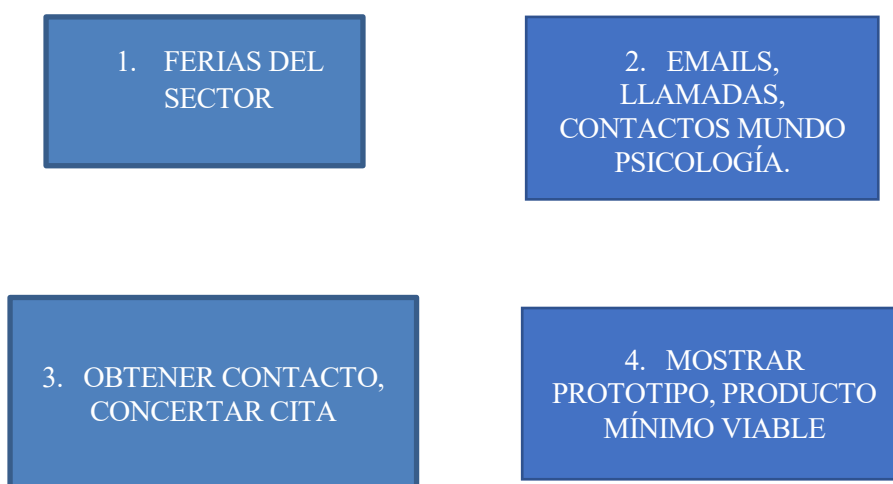 1. FERIAS DEL
SECTOR
2. EMAILS,
LLAMADAS,
CONTACTOS MUNDO
PSICOLOGÍA.
3. OBTENER CONTACTO,
CONCERTAR CITA
4. MOSTRAR
PROTOTIPO, PRODUCTO
MÍNIMO VIABLE